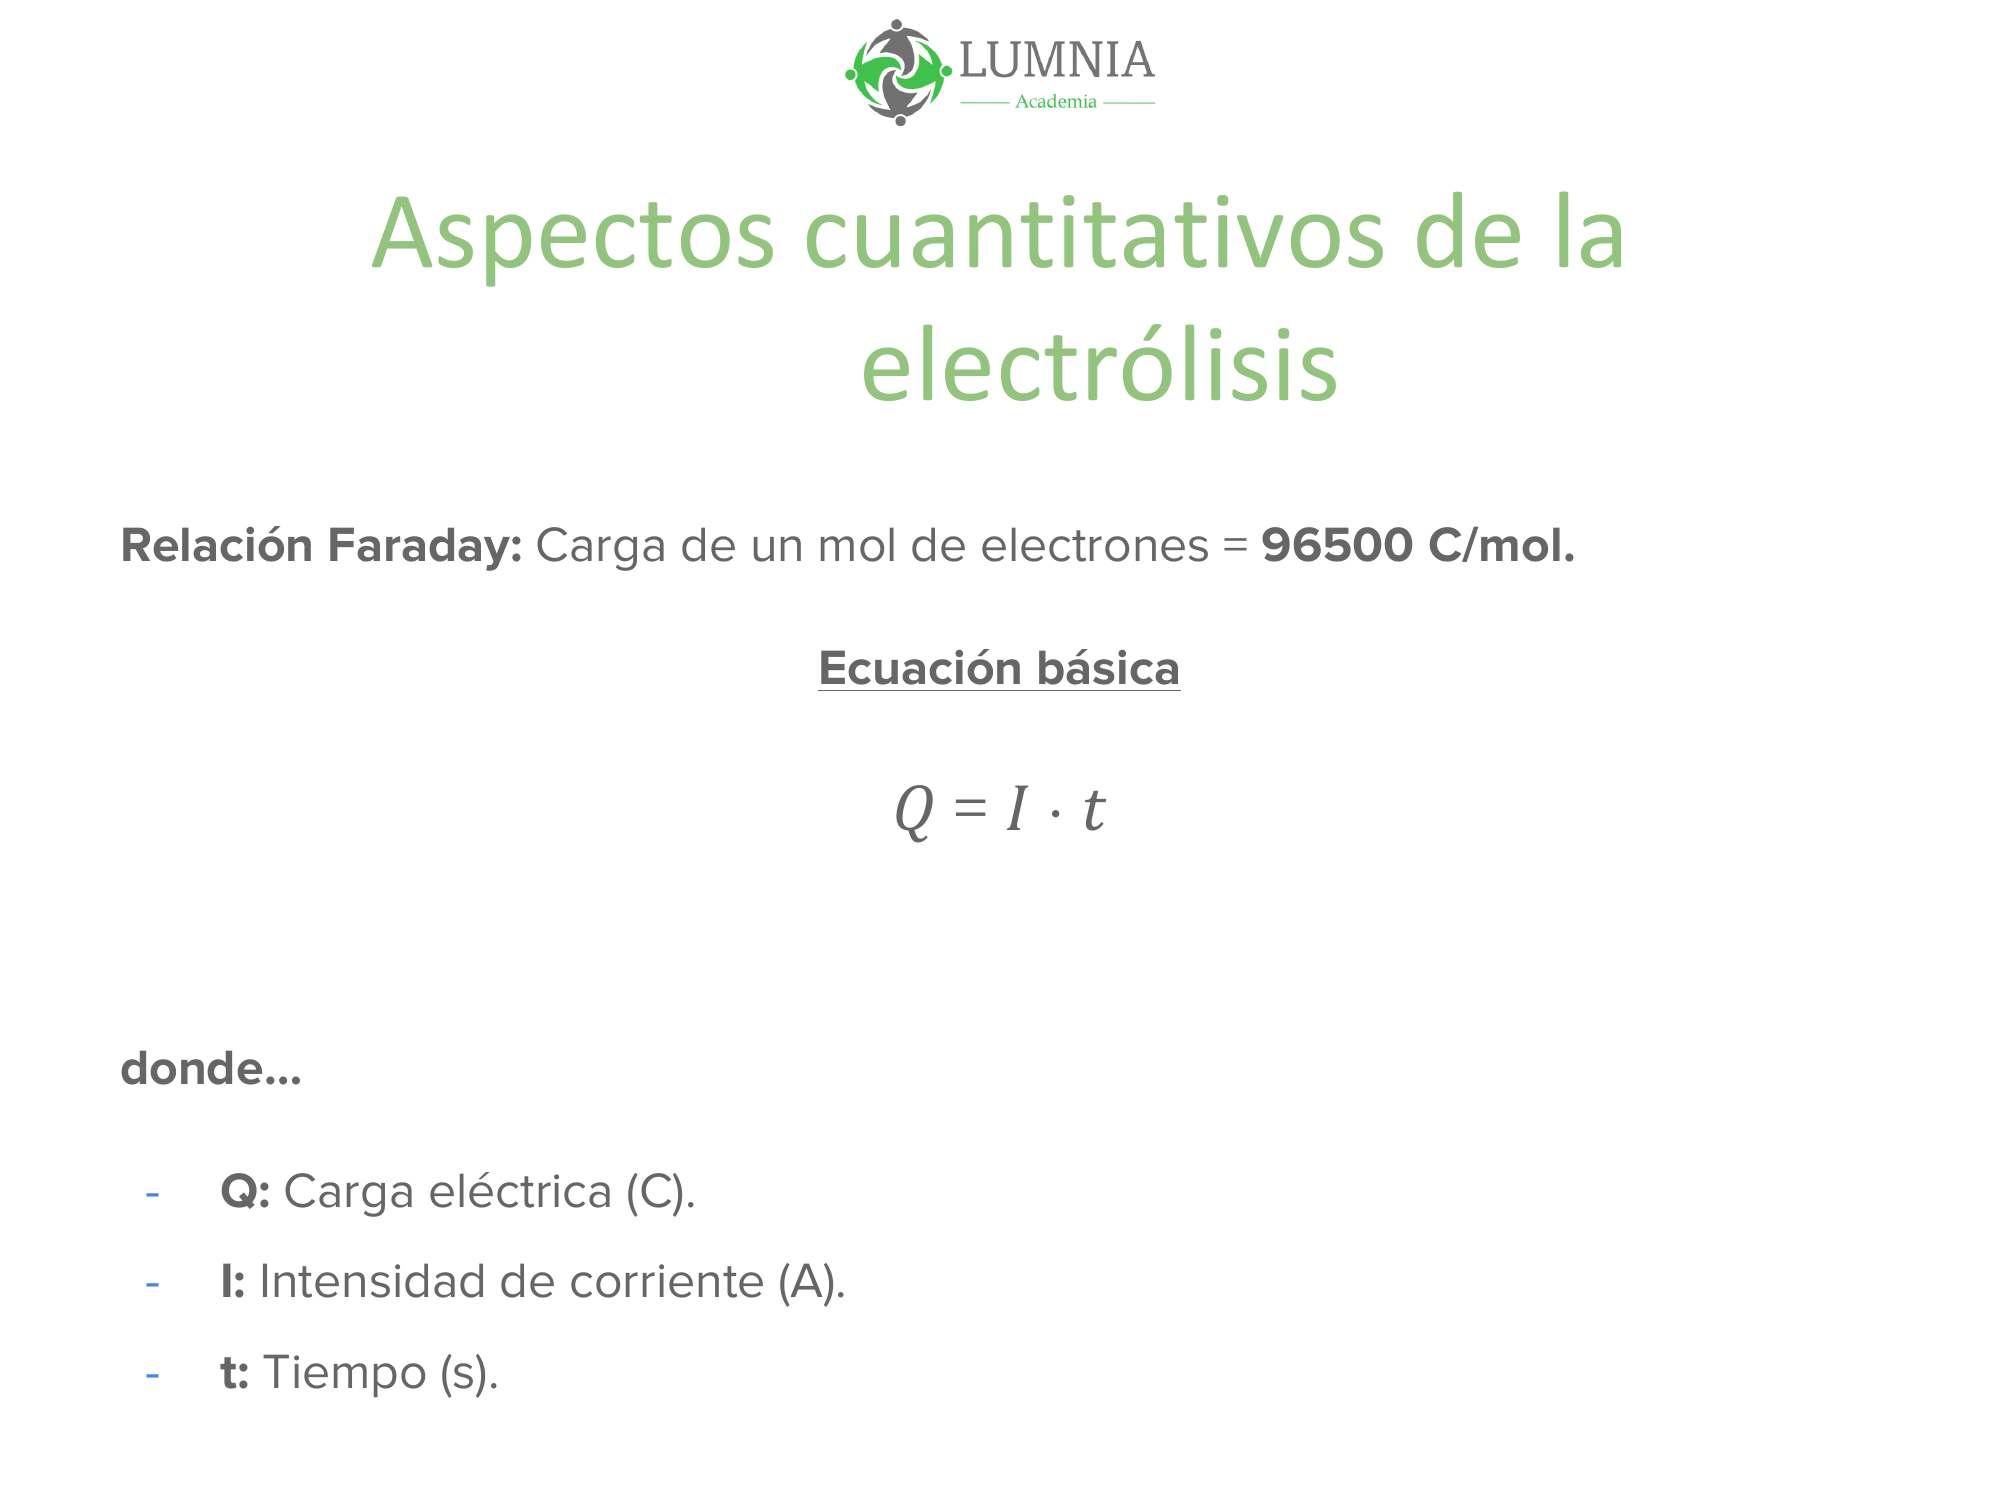 LUMNIA
Academia
Aspectos cuantitativos de la
electrólisis
Relación Faraday: Carga de un mol de electrones = 96500 C/mol.
Ecuación básica
Q = I · t
donde...
- Q: Carga eléctrica (C).
- I: Intensidad de corriente (A).
- t: Tiempo (s).